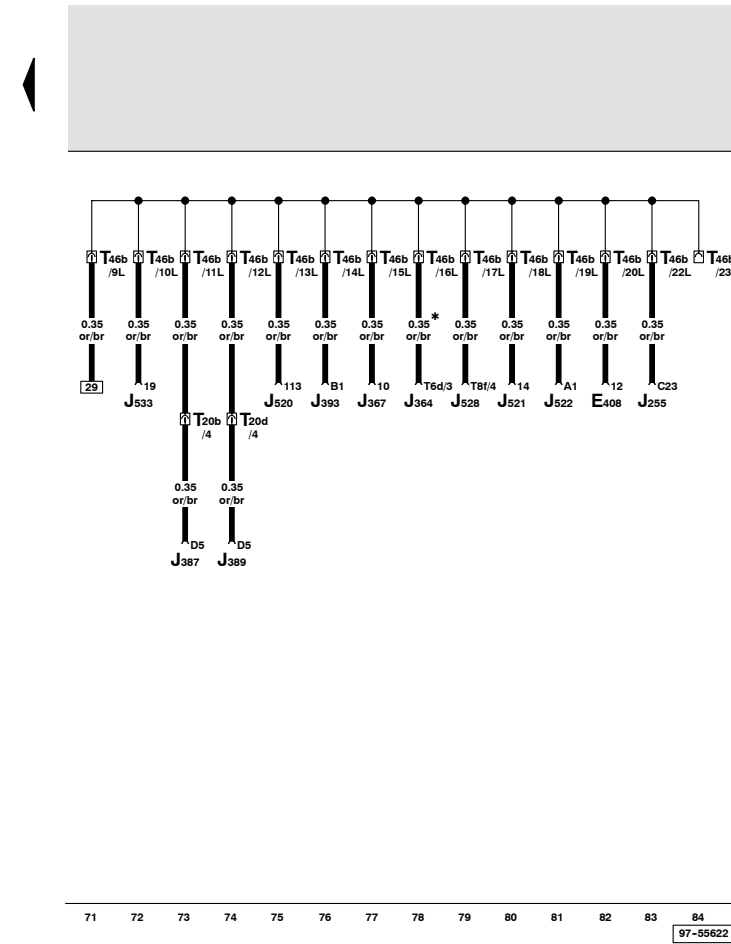 T46b T46b T46b T46b T46b T46b T46b T46b T46b T46b T46b T46b T46b T46b
/9L /10L /11L /12L /13L /14L /15L /16L /17L /18L /19L /20L /22L /23
*
0.35 0.35 0.35 0.35 0.35 0.35 0.35 0.35 0.35 0.35 0.35 0.35 0.35
or/br or/br or/br or/br or/br or/br or/br or/br or/br or/br or/br or/br or/br
29 19 113 B1 10 T6d/3 T8f/4 14 A1 12 C23
J533 J520 J393 J367 J364 J528 J521 J522 E408 J255
T20b T20d
/4 /4
0.35 0.35
or/br or/br
D5 D5
J387 J389
71 72 73 74 75 76 77 78 79 80 81 82 83 84
97-55622